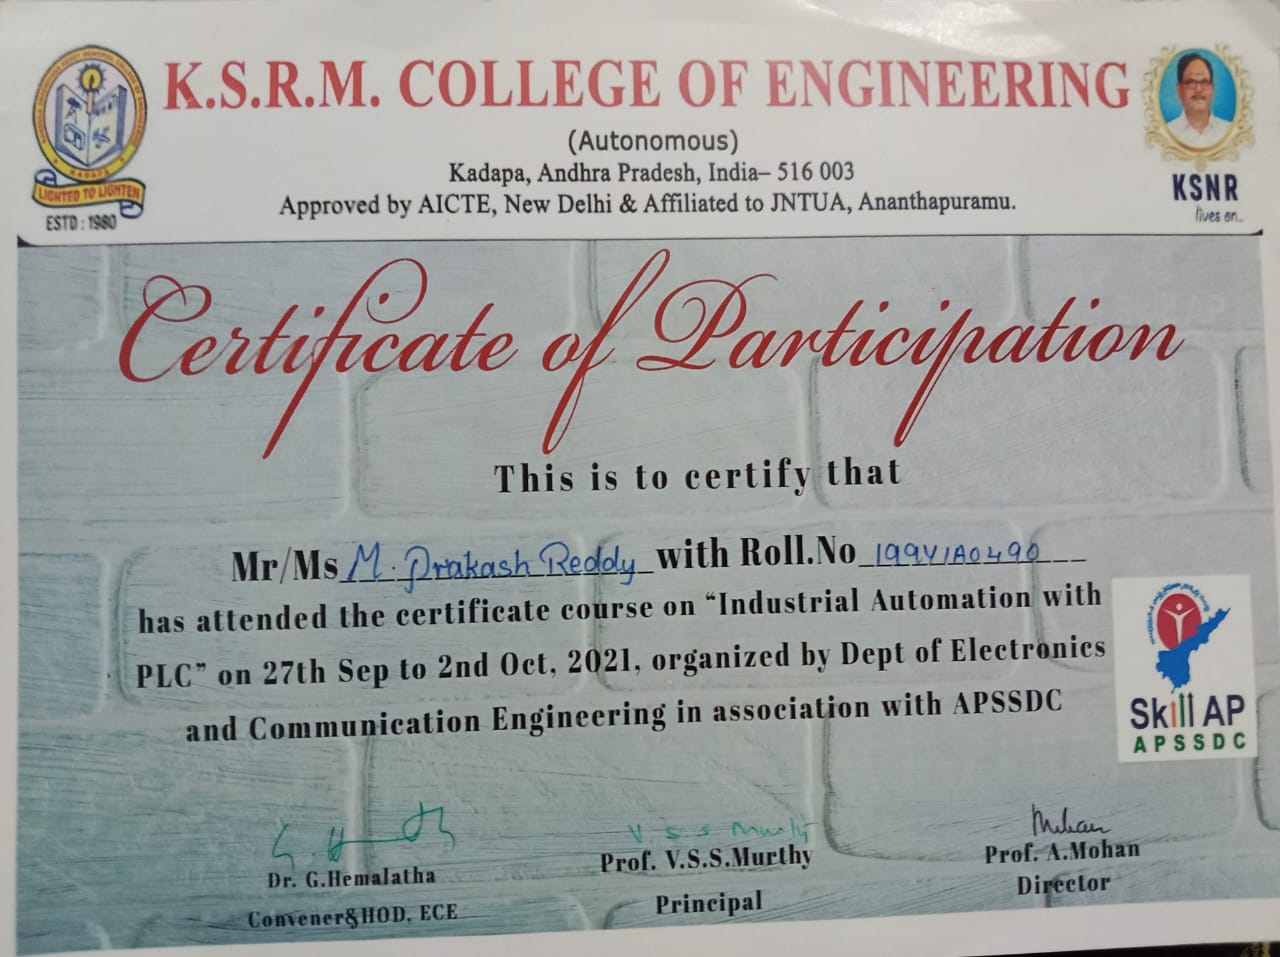 K.S.R.M. COLLEGE OF ENGINEERING
(Autonomous)
Kadapa, Andhra Pradesh, India– 516 003
Approved by AICTE, New Delhi & Affiliated to JNTUA, Ananthapuramu.
KADAPA
LIGHTED TO LIGHTEN
ESTD : 1980
KSNR
lives on..
Certificate of Participation
This is to certify that
Mr/Ms M. Prakash Reddy with Roll.No 199Y1A0490
has attended the certificate course on “Industrial Automation with
PLC” on 27th Sep to 2nd Oct, 2021, organized by Dept of Electronics
and Communication Engineering in association with APSSDC
Skill AP
APSSDC
G. Hemalatha
V. S. S Murthy
Mohan
Dr. G.Hemalatha
Convener&HOD, ECE
Prof. V.S.S.Murthy
Principal
Prof. A.Mohan
Director